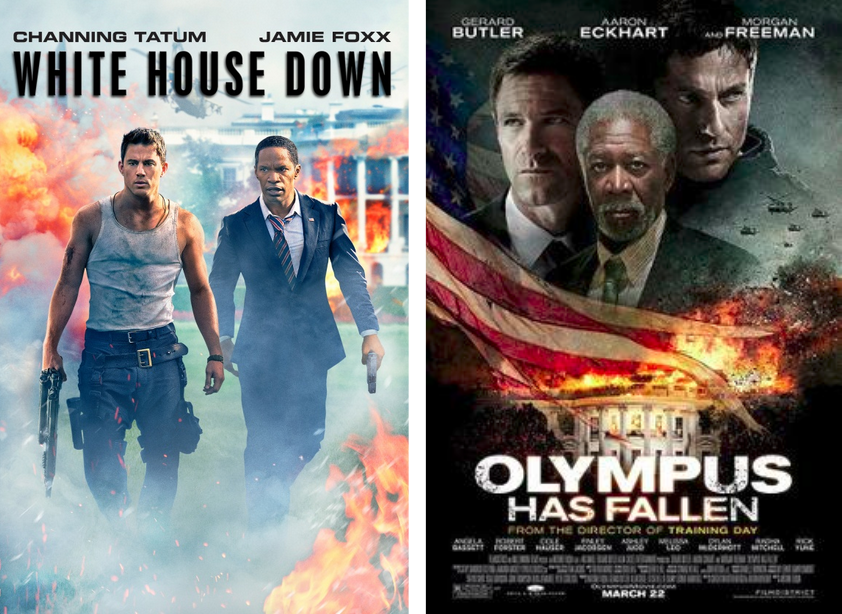 CHANNING TATUM JAMIE FOXX
WHITE HOUSE DOWN
GERARD BUTLER
AARON ECKHART
AND MORGAN FREEMAN
OLYMPUS
HAS FALLEN
FROM THE DIRECTOR OF TRAINING DAY
ANGELA BASSETT ROBERT FORSTER COLE HAUSER FINLEY JACOBSEN ASHLEY JUDD MELISSA LEO DYLAN MCDERMOTT RADHA MITCHELL RICK YUNE
OLYMPUSMOVIE.COM
MARCH 22
FILMDISTRICT